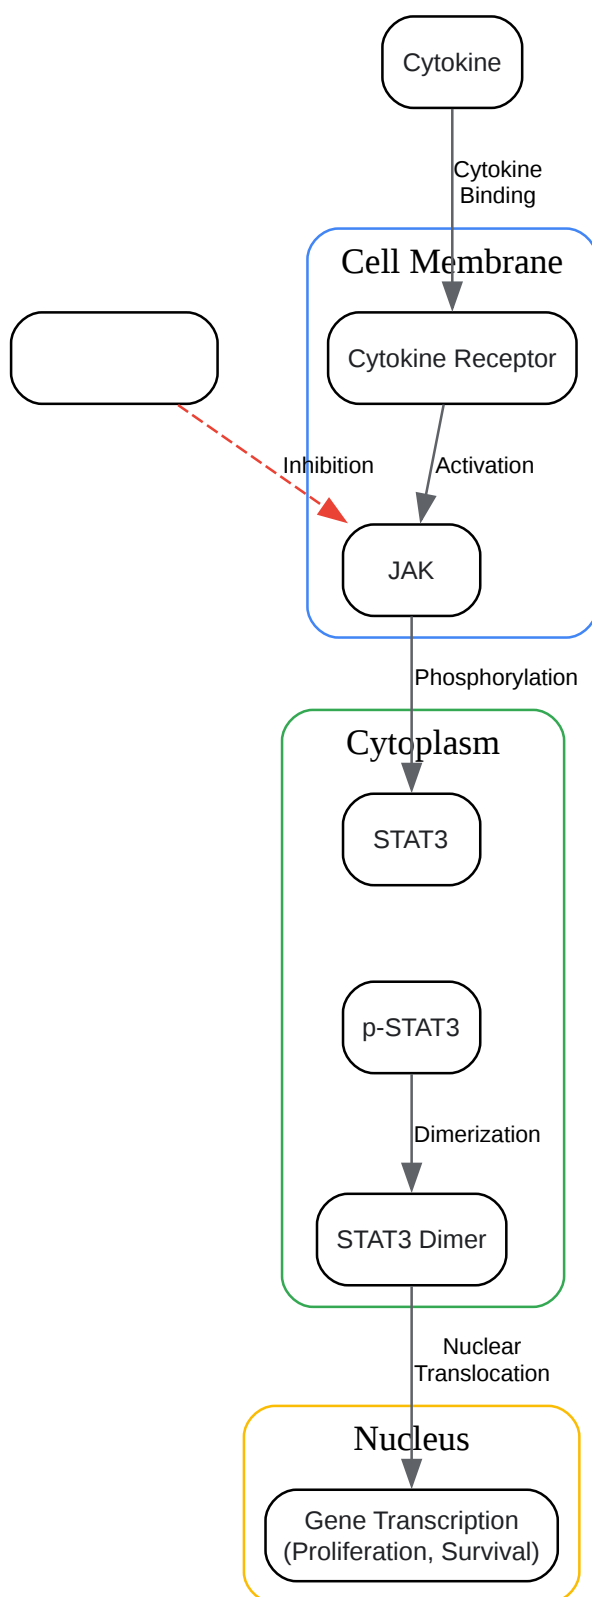 Cytokine
Cytokine
Binding
Cell Membrane
Cytokine Receptor
Inhibition
Activation
JAK
Phosphorylation
Cytoplasm
STAT3
p-STAT3
Dimerization
STAT3 Dimer
Nuclear
Translocation
Nucleus
Gene Transcription
(Proliferation, Survival)